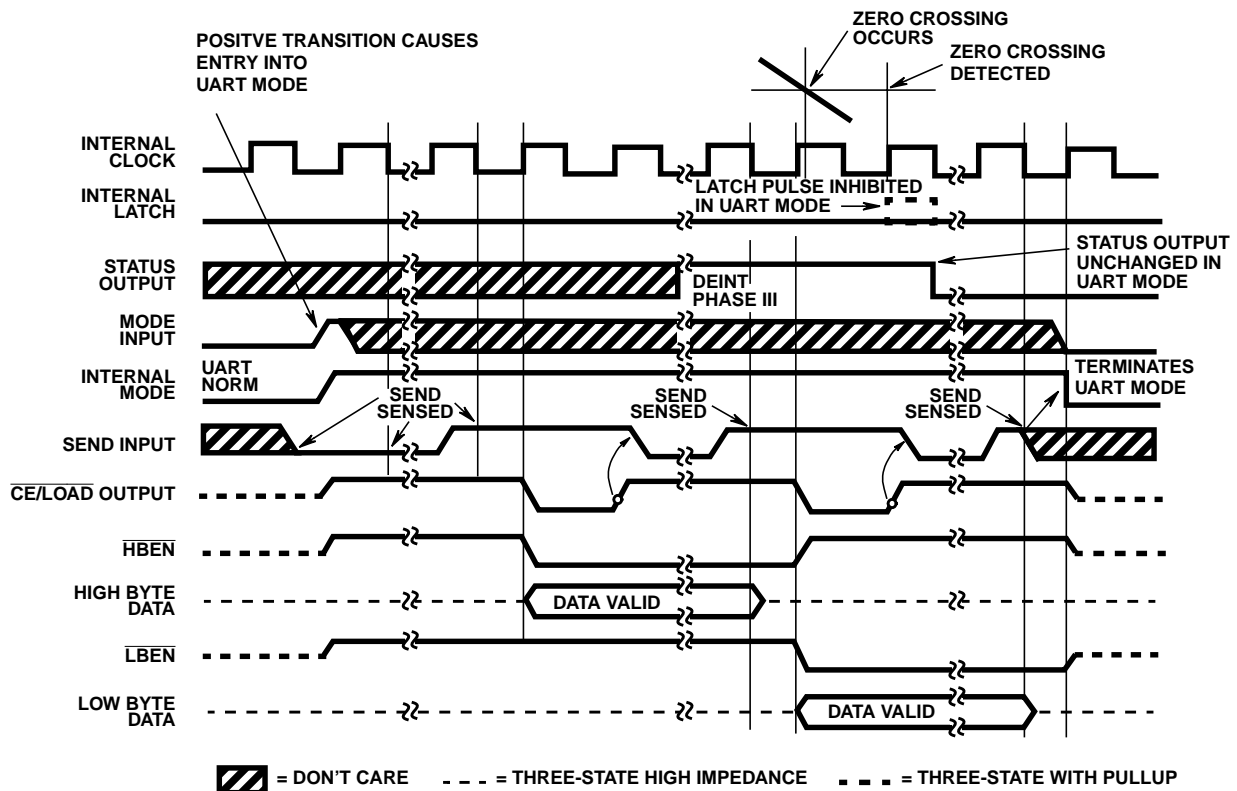 ZERO CROSSING
OCCURS
POSITVE TRANSITION CAUSES
ENTRY INTO
UART MODE
ZERO CROSSING
DETECTED
INTERNAL
CLOCK
INTERNAL
LATCH
LATCH PULSE INHIBITED
IN UART MODE
STATUS
OUTPUT
DEINT
PHASE III
STATUS OUTPUT
UNCHANGED IN
UART MODE
MODE
INPUT
INTERNAL
MODE
UART
NORM
TERMINATES
UART MODE
SEND
SENSED
SEND
SENSED
SEND
SENSED
SEND INPUT
CE/LOAD OUTPUT
HBEN
HIGH BYTE
DATA
DATA VALID
LBEN
LOW BYTE
DATA
DATA VALID
= DON'T CARE
= THREE-STATE HIGH IMPEDANCE
= THREE-STATE WITH PULLUP